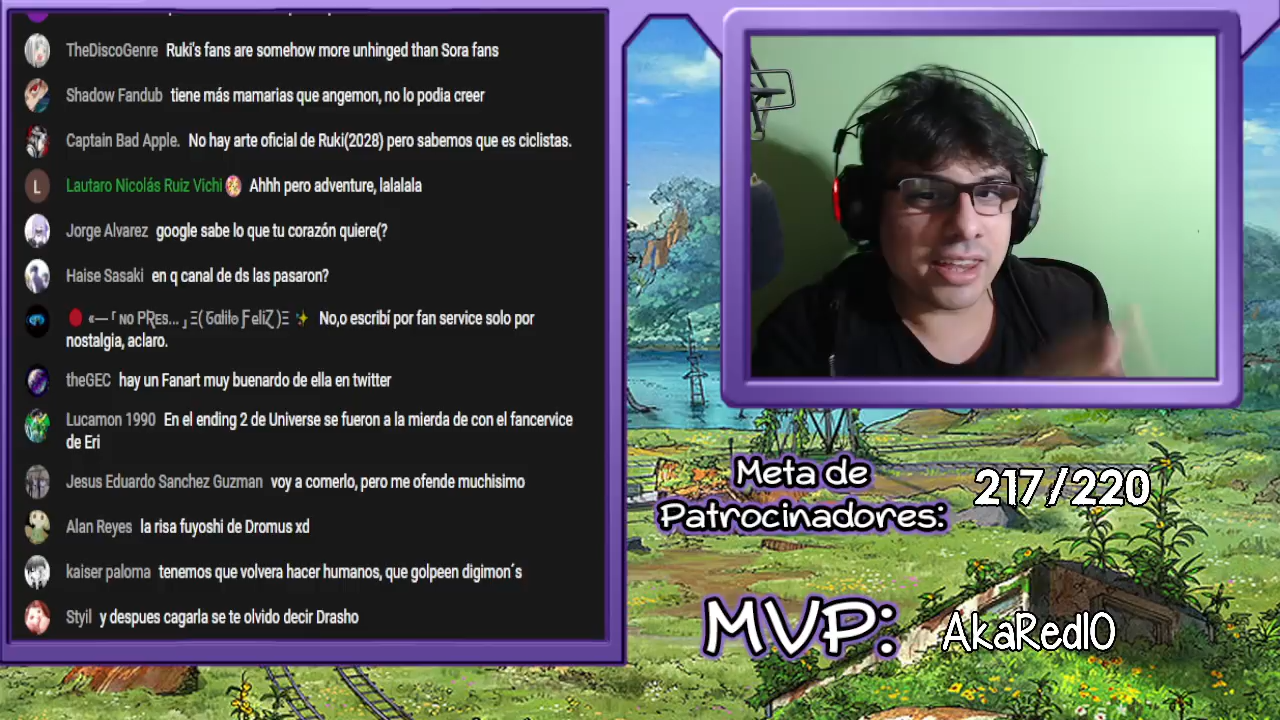 TheDiscoGenre Ruki's fans are somehow more unhinged than Sora fans
Shadow Fandub tiene más mamarias que angemon, no lo podia creer
Captain Bad Apple. No hay arte oficial de Ruki(2028) pero sabemos que es ciclistas.
L Lautaro Nicolás Ruiz Vichi Ahhh pero adventure, lalalala
Jorge Alvarez google sabe lo que tu corazón quiere(?
Haise Sasaki en q canal de ds las pasaron?
No,o escribí por fan service solo por
nostalgia, aclaro.
theGEC hay un Fanart muy buenardo de ella en twitter
Lucamon 1990 En el ending 2 de Universe se fueron a la mierda de con el fancervice
de Eri
Jesus Eduardo Sanchez Guzman voy a comerlo, pero me ofende muchisimo
Alan Reyes la risa fuyoshi de Dromus xd
kaiser paloma tenemos que volvera hacer humanos, que golpeen digimon´s
Styil y despues cagarla se te olvido decir Drasho
Meta de
Patrocinadores:
217/220
MVP:
AkaRed10